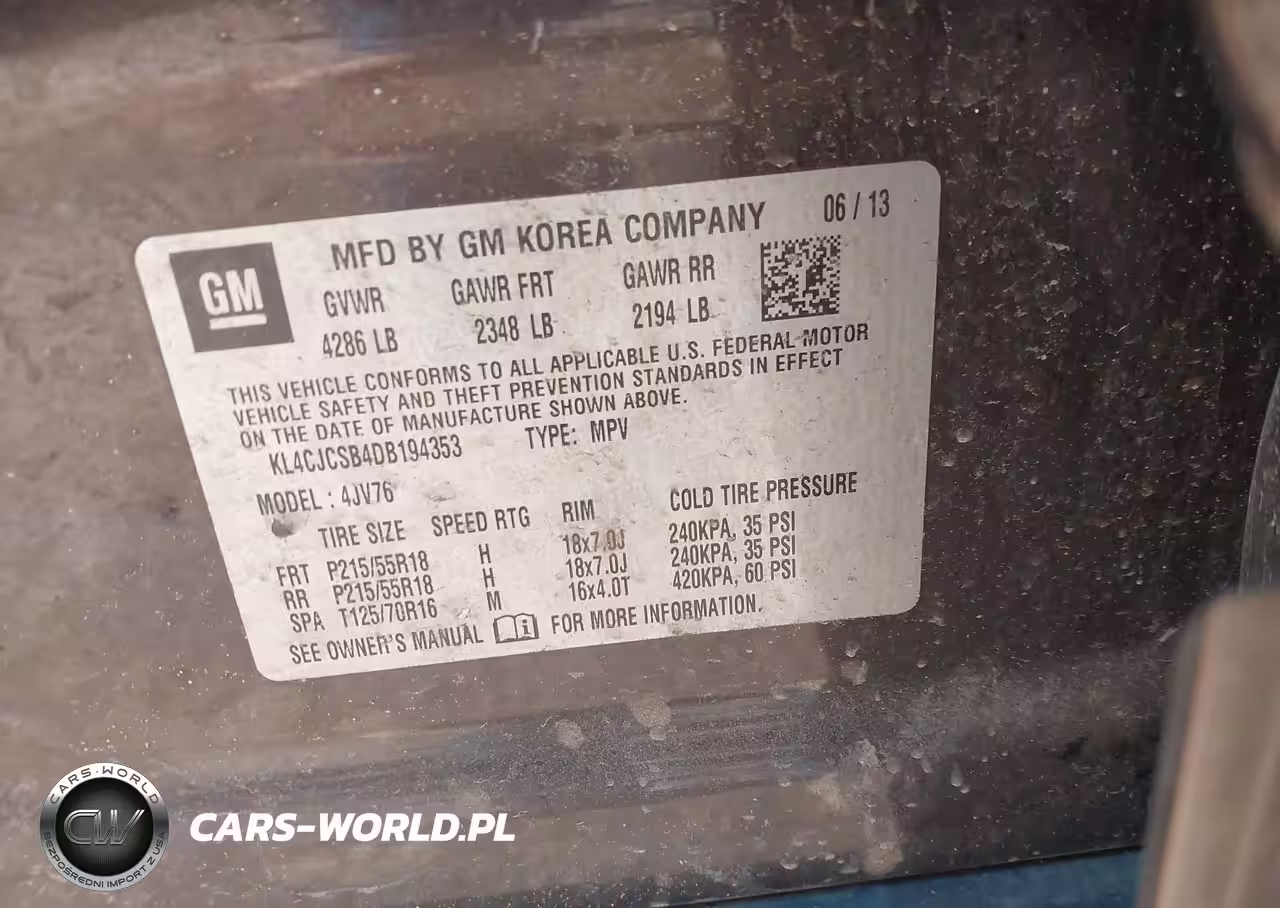 MFD BY GM KOREA COMPANY 06 / 13
GM
GVWR GAWR FRT GAWR RR
4286 LB 2348 LB 2194 LB
THIS VEHICLE CONFORMS TO ALL APPLICABLE U.S. FEDERAL MOTOR
VEHICLE SAFETY AND THEFT PREVENTION STANDARDS IN EFFECT
ON THE DATE OF MANUFACTURE SHOWN ABOVE.
KL4CJCSB4DB194353 TYPE: MPV
MODEL : 4JV76
TIRE SIZE SPEED RTG RIM COLD TIRE PRESSURE
FRT P215/55R18 H 18x7.0J 240KPA, 35 PSI
RR P215/55R18 H 18x7.0J 240KPA, 35 PSI
SPA T125/70R16 M 16x4.0T 420KPA, 60 PSI
SEE OWNER'S MANUAL i FOR MORE INFORMATION.
CARS-WORLD
CW
BEZPOŚREDNI IMPORT Z USA
CARS-WORLD.PL